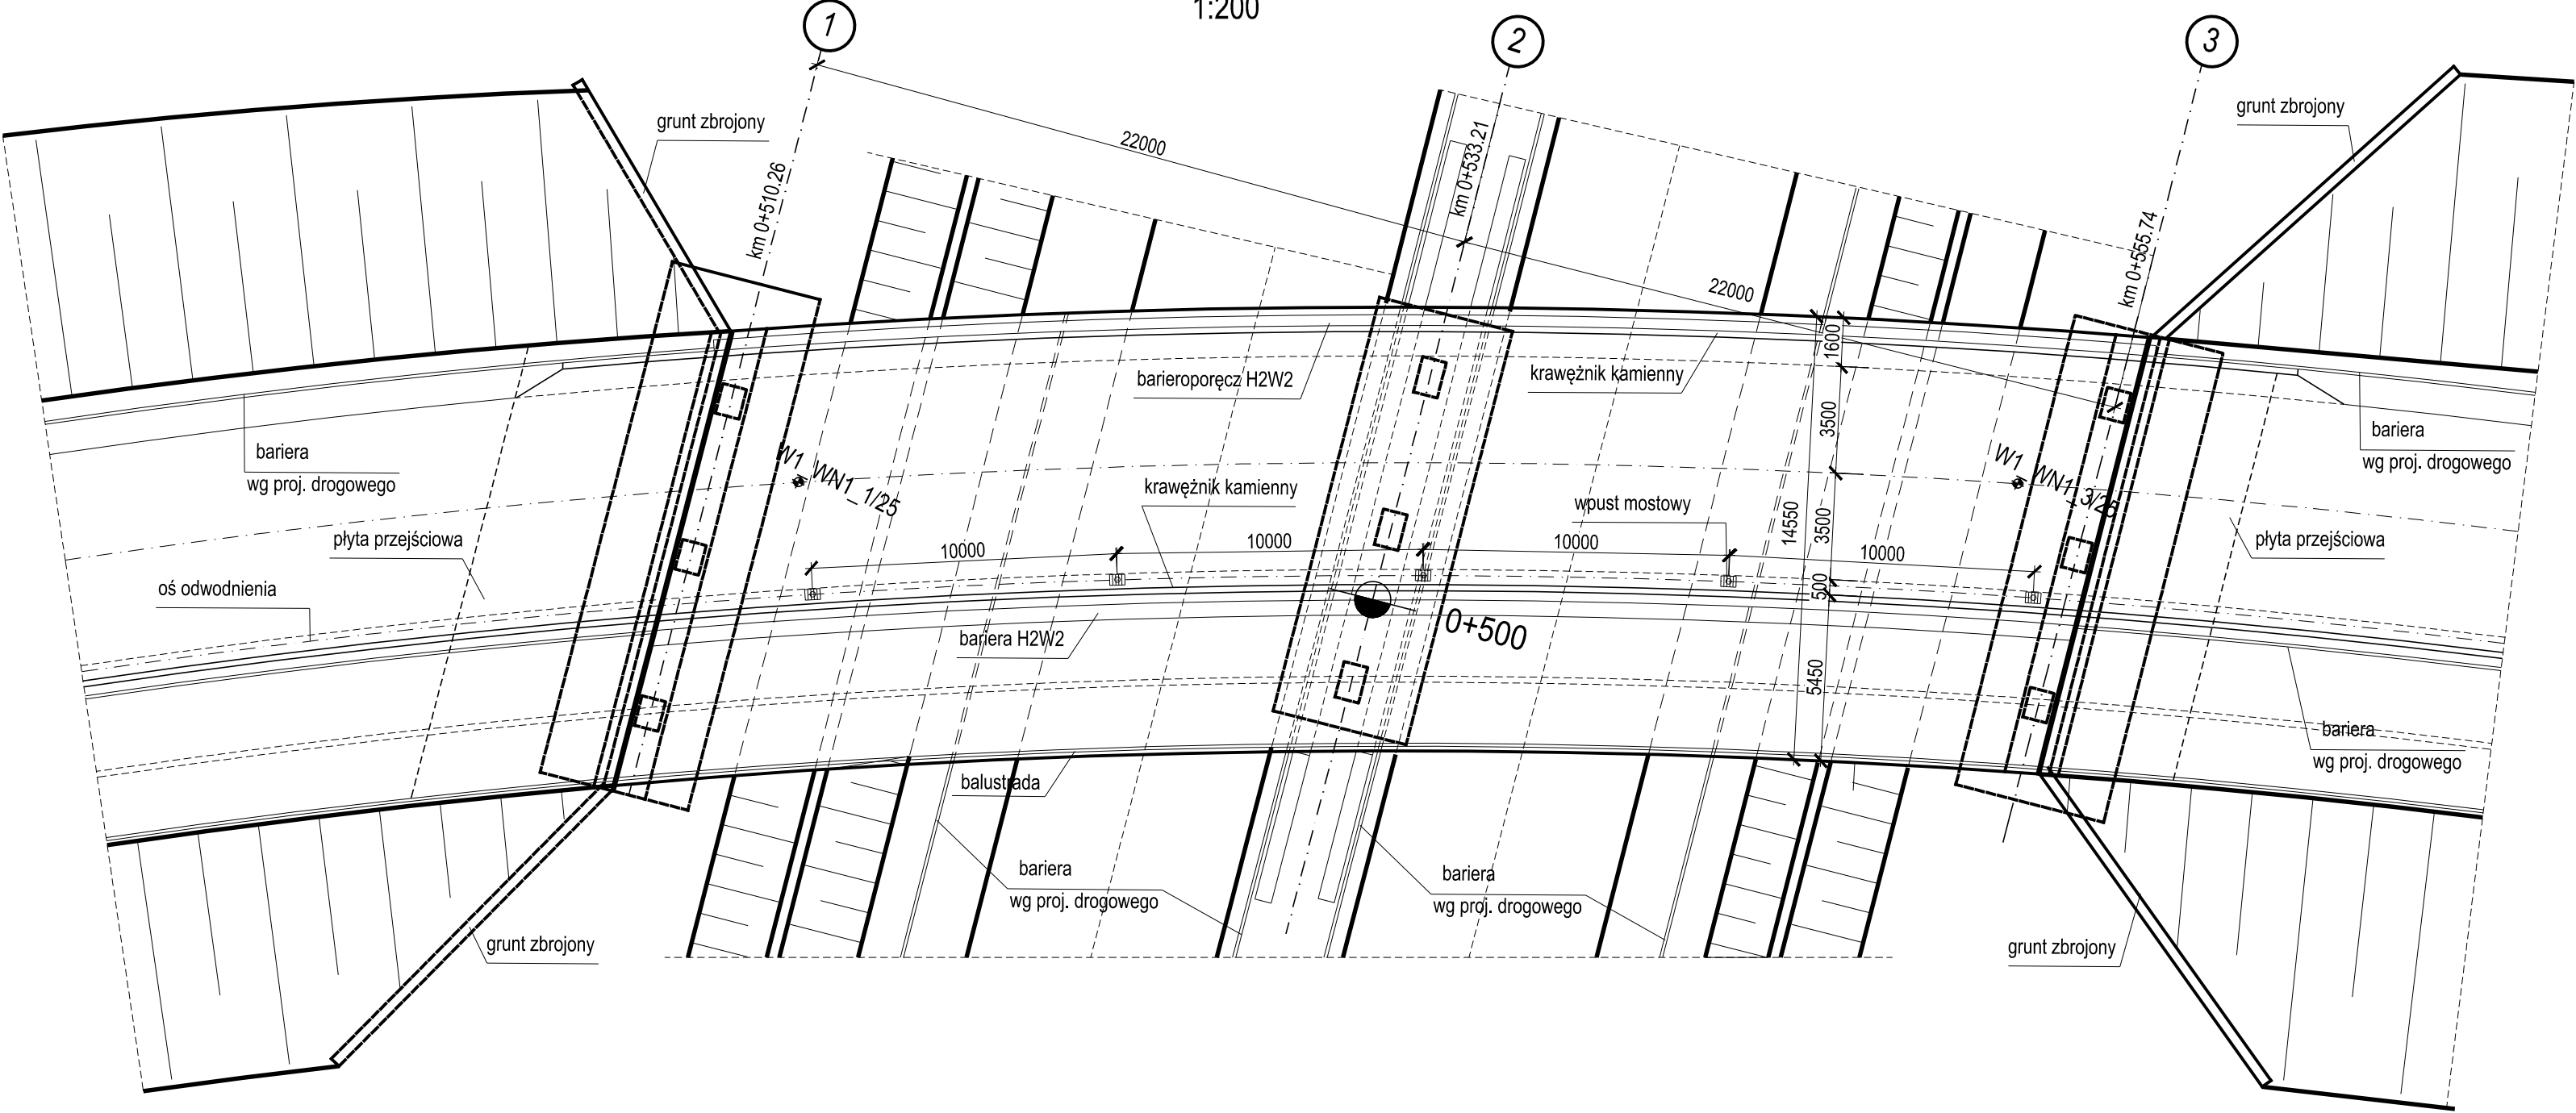 1:200
1
2
3
grunt zbrojony
grunt zbrojony
22000
km 0+510.26
km 0+533.21
km 0+555.74
22000
1600
barieroporęcz H2W2
krawężnik kamienny
3500
bariera
wg proj. drogowego
bariera
wg proj. drogowego
W1_WN1_1/25
W1_WN1_3/25
krawężnik kamienny
wpust mostowy
14550
3500
płyta przejściowa
płyta przejściowa
10000
10000
10000
10000
oś odwodnienia
500
0+500
bariera H2W2
5450
bariera
wg proj. drogowego
balustrada
bariera
wg proj. drogowego
bariera
wg proj. drogowego
grunt zbrojony
grunt zbrojony